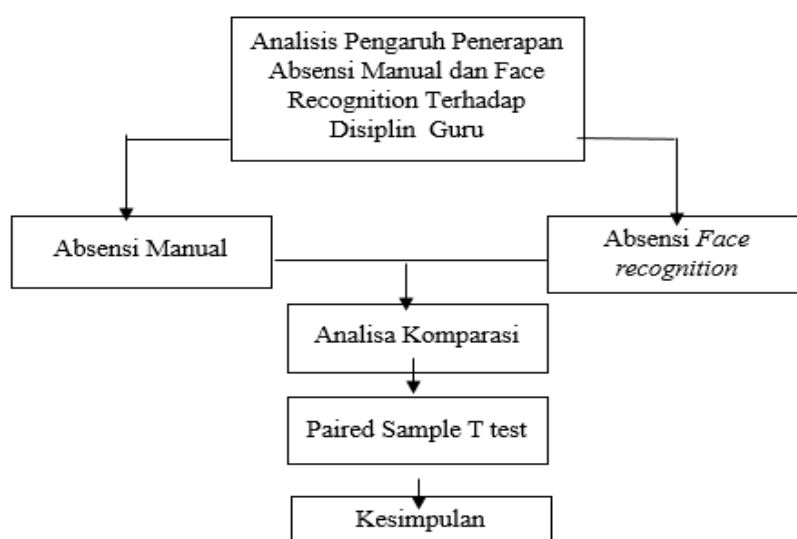 Analisis Pengaruh Penerapan
Absensi Manual dan Face
Recognition Terhadap
Disiplin Guru
Absensi Manual
Absensi Face
recognition
Analisa Komparasi
Paired Sample T test
Kesimpulan